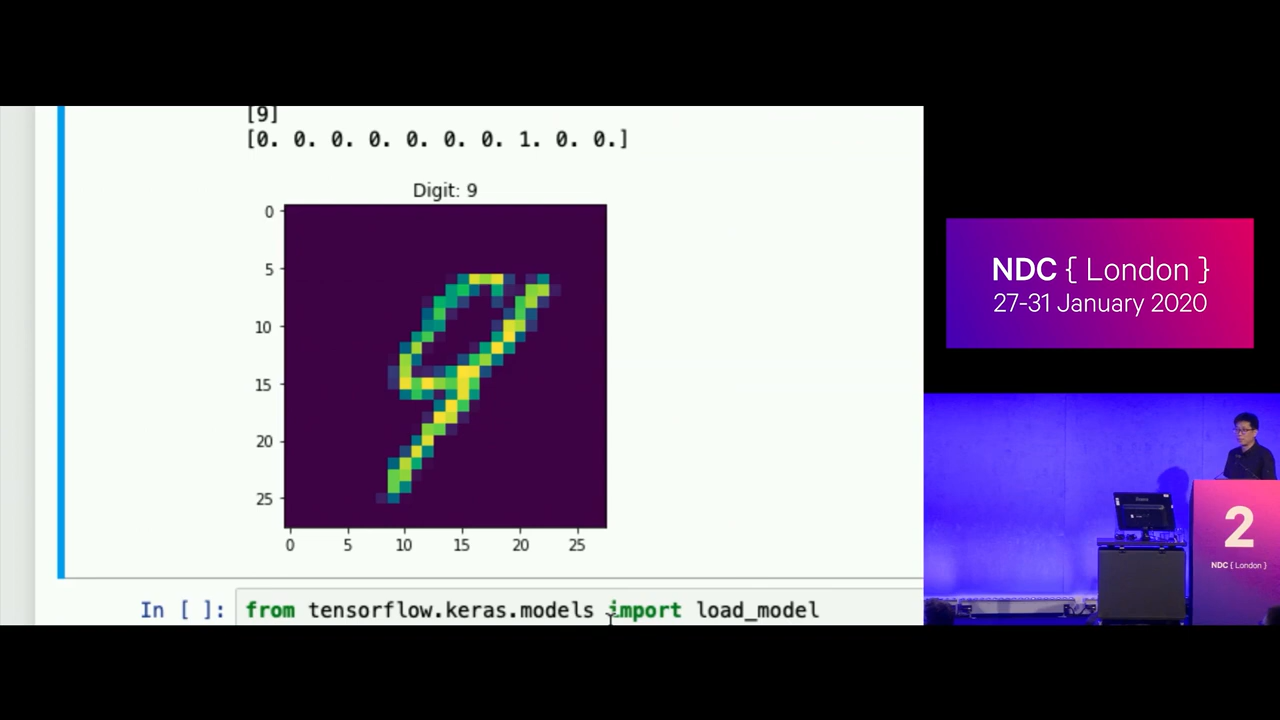 [9]
[0. 0. 0. 0. 0. 0. 0. 1. 0. 0.]
Digit: 9
0
5
10
15
20
25
0 5 10 15 20 25
In [ ]: from tensorflow.keras.models import load_model
NDC { London }
27-31 January 2020
2
NDC { London }